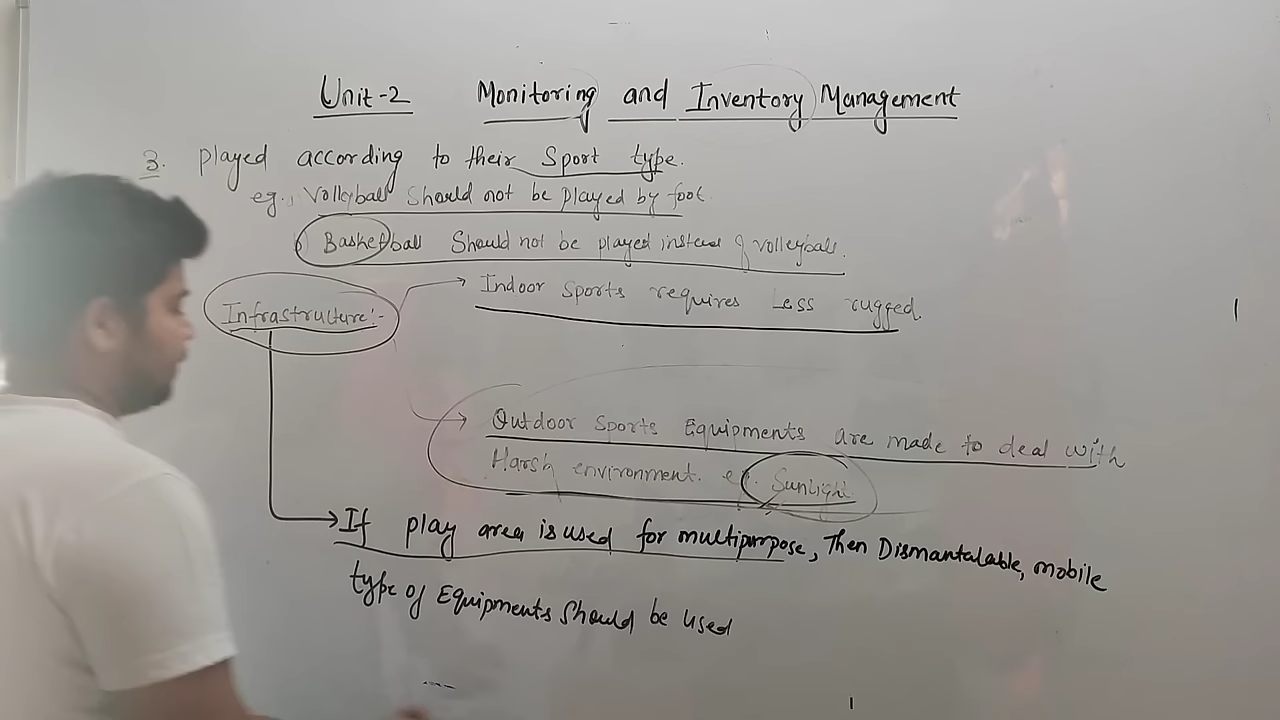 Unit-2 Monitoring and Inventory Management
3. played according to their Sport type.
eg., Volleyball Should not be played by foot.
Basketball Should not be played instead of volleyball.
Infrastructure:-
Indoor Sports requires Less rugged.
Outdoor Sports Equipments are made to deal with
Harsh environment. eg. Sunlight
If play area is used for multipurpose, Then Dismantalable, mobile
type of Equipments Should be used